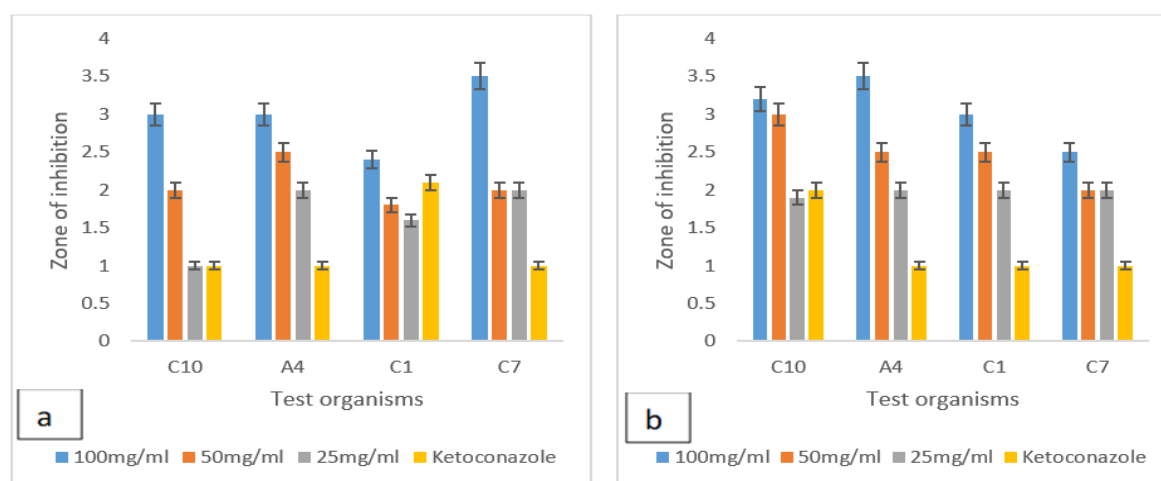 4
3.5
3
2.5
2
1.5
1
0.5
0
Zone of inhibition
C10 A4 C1 C7
Test organisms
a
100mg/ml 50mg/ml 25mg/ml Ketoconazole
4
3.5
3
2.5
2
1.5
1
0.5
0
Zone of inhibition
C10 A4 C1 C7
Test organisms
b
100mg/ml 50mg/ml 25mg/ml Ketoconazole